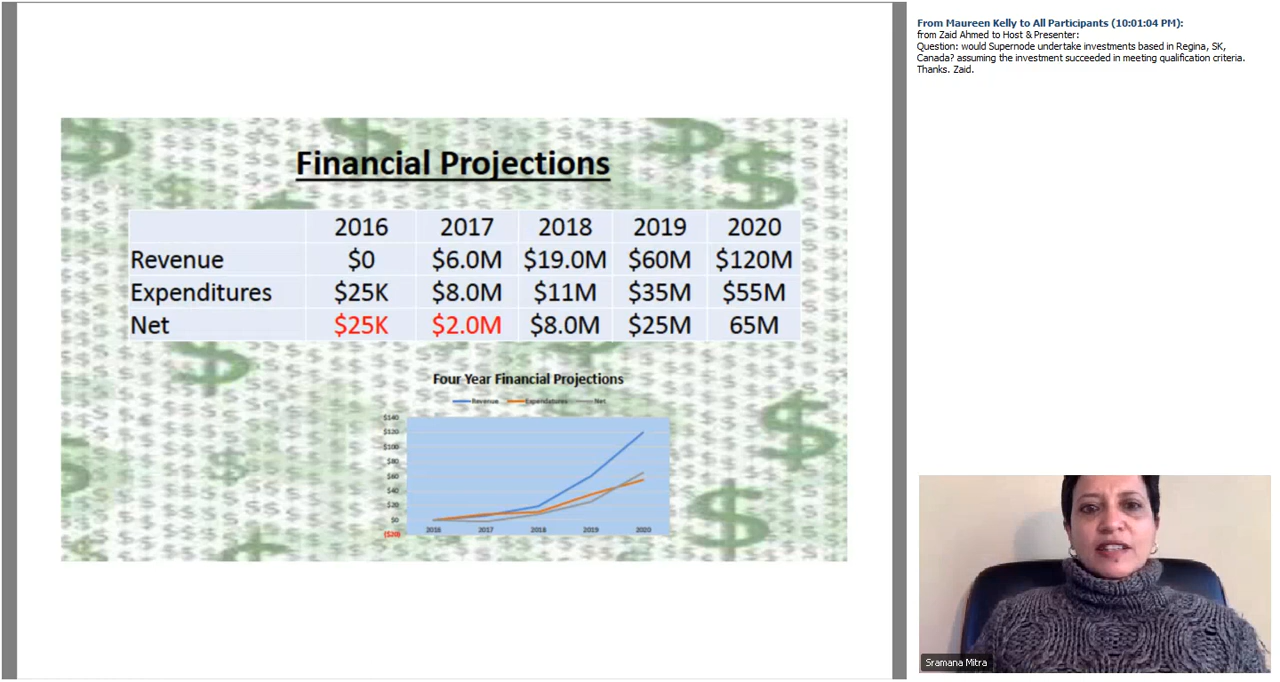 From Maureen Kelly to All Participants (10:01:04 PM):
from Zaid Ahmed to Host & Presenter:
Question: would Supernode undertake investments based in Regina, SK,
Canada? assuming the investment succeeded in meeting qualification criteria.
Thanks. Zaid.
Financial Projections
2016 2017 2018 2019 2020
Revenue $0 $6.0M $19.0M $60M $120M
Expenditures $25K $8.0M $11M $35M $55M
Net $25K $2.0M $8.0M $25M 65M
Four Year Financial Projections
Revenue Expendatures Net
$140
$120
$100
$80
$60
$40
$20
$0
($20)
2016 2017 2018 2019 2020
Sramana Mitra